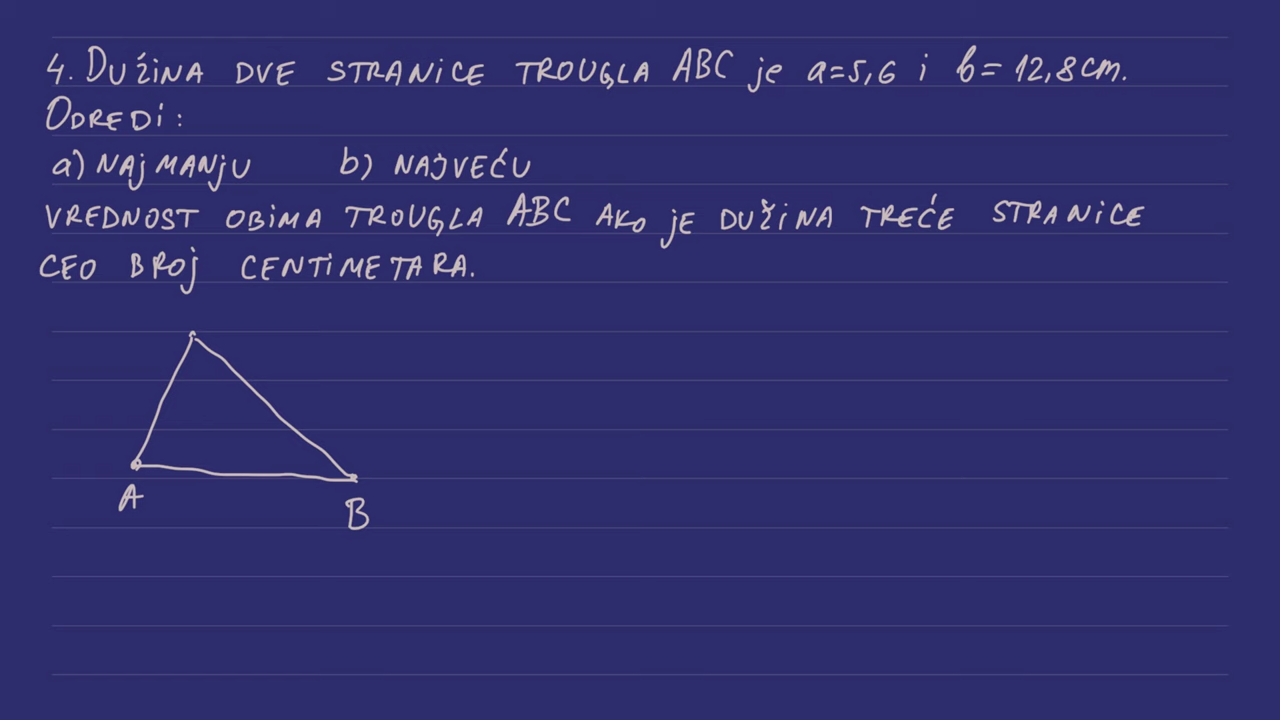 4. DUŽINA DVE STRANICE TROUGLA ABC je a=5,6 i b=12,8cm.
ODREDI:
a) NAJMANJU b) NAJVEĆU
VREDNOST OBIMA TROUGLA ABC AKO JE DUŽINA TREĆE STRANICE
CEO BROJ CENTIMETARA.
A
B